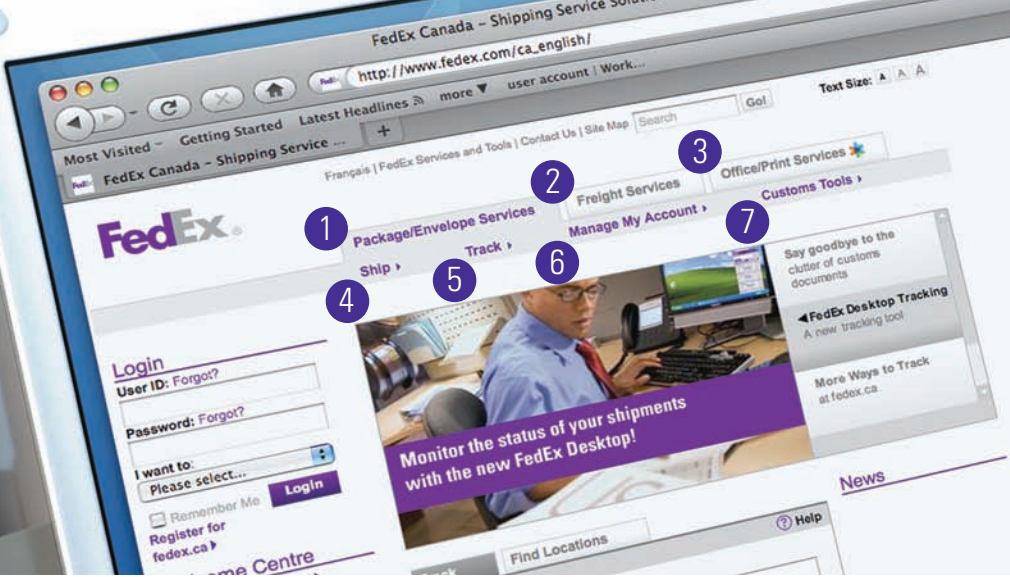 FedEx Canada – Shipping Service
http://www.fedex.com/ca_english/
Most Visited Getting Started Latest Headlines more user account Work...
FedEx Canada – Shipping Service ...
+
Text Size: A A A
Français | FedEx Services and Tools | Contact Us | Site Map Search Go!
FedEx®
1 Package/Envelope Services
2 Freight Services
3 Office/Print Services
4 Ship
5 Track
6 Manage My Account
7 Customs Tools
Say goodbye to the
clutter of customs
documents
FedEx Desktop Tracking
A new tracking tool
More Ways to Track
at fedex.ca
Monitor the status of your shipments
with the new FedEx Desktop!
Login
User ID: Forgot?
Password: Forgot?
I want to:
Please select...
Remember Me
Login
Register for
fedex.ca
Centre
Find Locations
Help
News